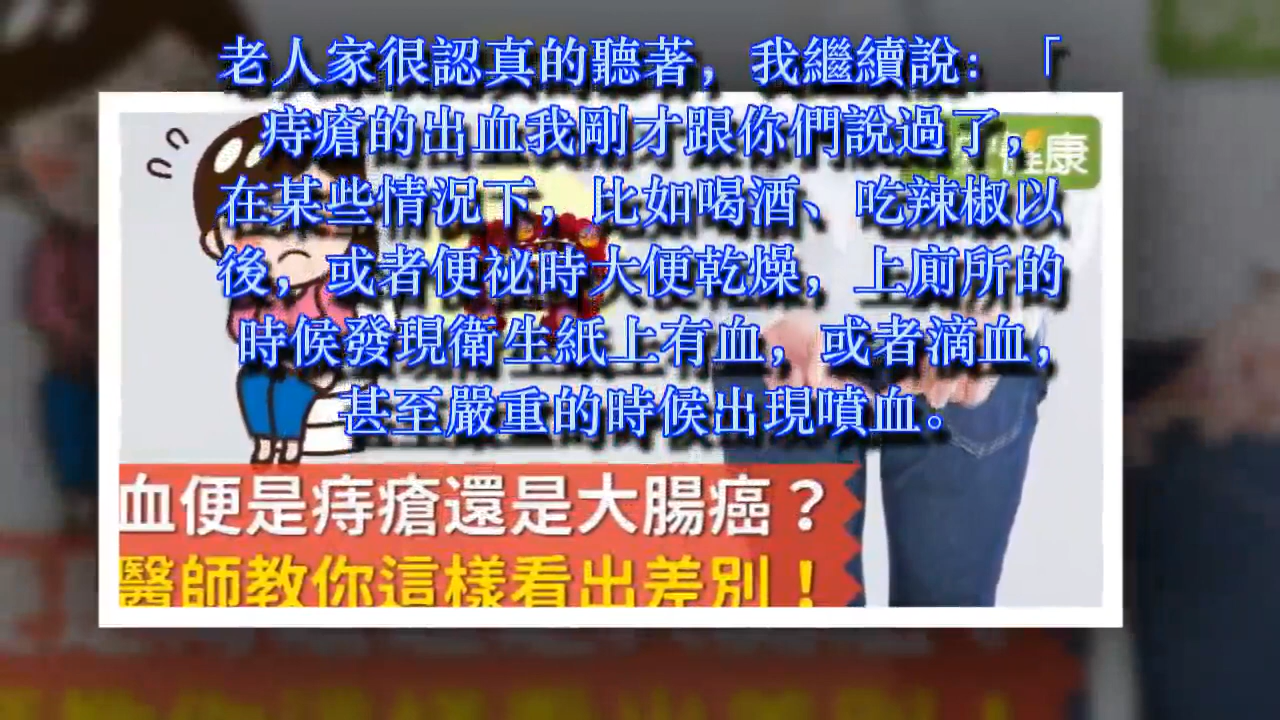 老人家很認真的聽著，我繼續說：「
痔瘡的出血我剛才跟你們說過了，
健康
在某些情況下，比如喝酒、吃辣椒以
後，或者便祕時大便乾燥，上廁所的
時候發現衛生紙上有血，或者滴血，
甚至嚴重的時候出現噴血。
血便是痔瘡還是大腸癌？
醫師教你這樣看出差別！